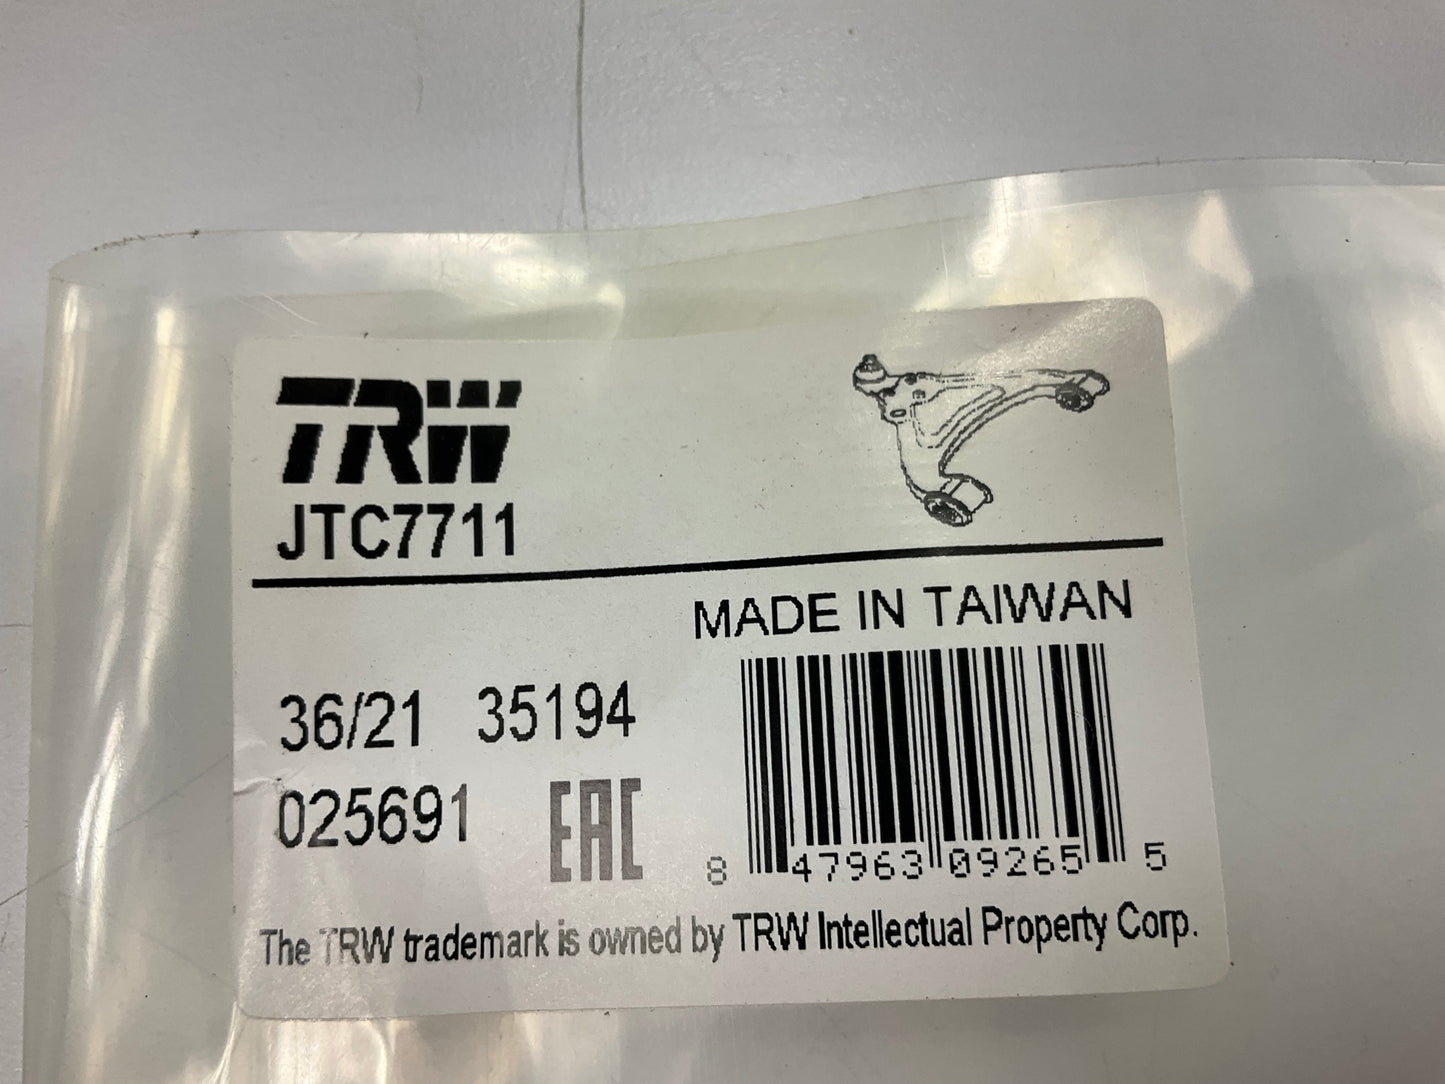 TRW
JTC7711
MADE IN TAIWAN
36/21 35194
025691
EAC
8 47963 09265 5
The TRW trademark is owned by TRW Intellectual Property Corp.